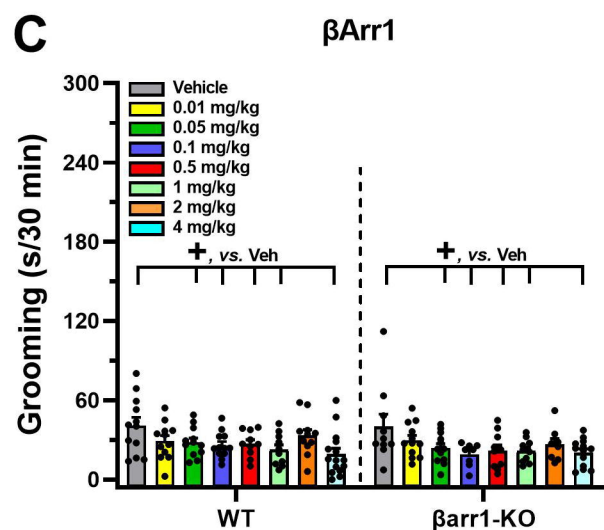 C
βArr1
Grooming (s/30 min)
300
240
180
120
60
0
Vehicle
0.01 mg/kg
0.05 mg/kg
0.1 mg/kg
0.5 mg/kg
1 mg/kg
2 mg/kg
4 mg/kg
+, vs. Veh
+, vs. Veh
WT
βarr1-KO